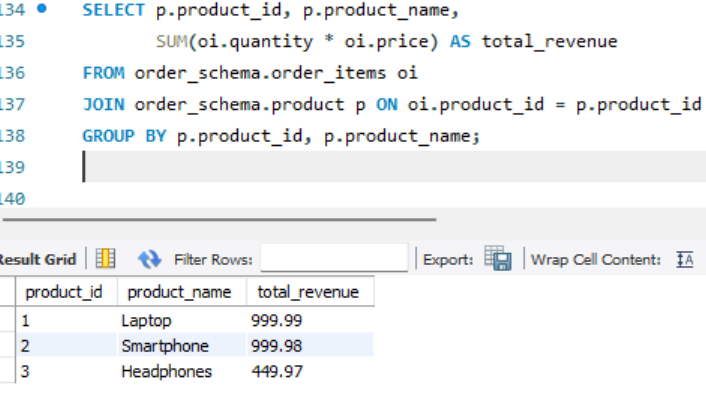 134 SELECT p.product_id, p.product_name,
135 SUM(oi.quantity * oi.price) AS total_revenue
136 FROM order_schema.order_items oi
137 JOIN order_schema.product p ON oi.product_id = p.product_id
138 GROUP BY p.product_id, p.product_name;
139
140
Result Grid Filter Rows: Export: Wrap Cell Content: IA
product_id product_name total_revenue
1 Laptop 999.99
2 Smartphone 999.98
3 Headphones 449.97